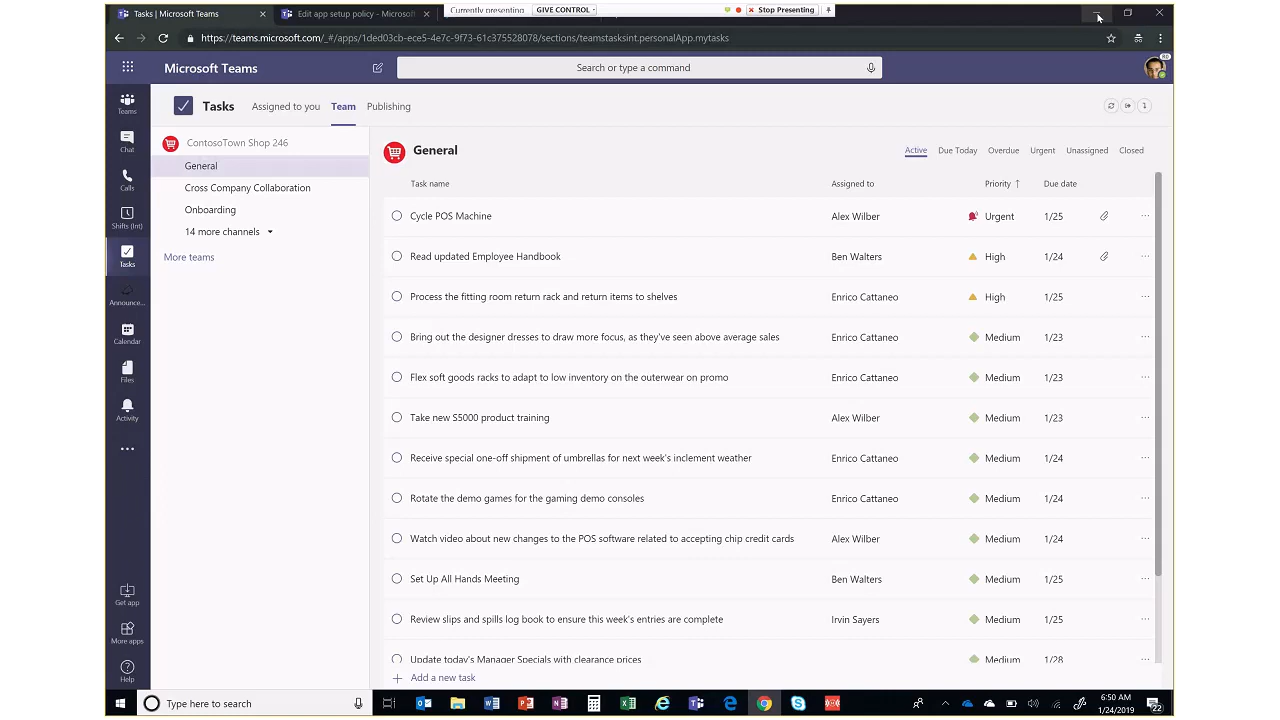 Tasks | Microsoft Teams
Edit app setup policy - Microsoft
Currently presenting
GIVE CONTROL
Stop Presenting
https://teams.microsoft.com/_#/apps/1ded03cb-ece5-4e7c-9f73-61c375528078/sections/teamstasksint.personalApp.mytasks
Microsoft Teams
Search or type a command
Tasks
Assigned to you
Team
Publishing
Teams
Chat
Calls
Shifts (Int)
Tasks
Announce...
Calendar
Files
Activity
Get app
More apps
Help
ContosoTown Shop 246
General
Cross Company Collaboration
Onboarding
14 more channels
More teams
General
Active Due Today Overdue Urgent Unassigned Closed
Task name Assigned to Priority ↑ Due date
Cycle POS Machine Alex Wilber Urgent 1/25
Read updated Employee Handbook Ben Walters High 1/24
Process the fitting room return rack and return items to shelves Enrico Cattaneo High 1/25
Bring out the designer dresses to draw more focus, as they've seen above average sales Enrico Cattaneo Medium 1/23
Flex soft goods racks to adapt to low inventory on the outerwear on promo Enrico Cattaneo Medium 1/23
Take new S5000 product training Alex Wilber Medium 1/23
Receive special one-off shipment of umbrellas for next week's inclement weather Enrico Cattaneo Medium 1/24
Rotate the demo games for the gaming demo consoles Enrico Cattaneo Medium 1/24
Watch video about new changes to the POS software related to accepting chip credit cards Alex Wilber Medium 1/24
Set Up All Hands Meeting Ben Walters Medium 1/25
Review slips and spills log book to ensure this week's entries are complete Irvin Sayers Medium 1/25
Update today's Manager Specials with clearance prices Enrico Cattaneo Medium 1/28
Add a new task
Type here to search
6:50 AM
1/24/2019
22